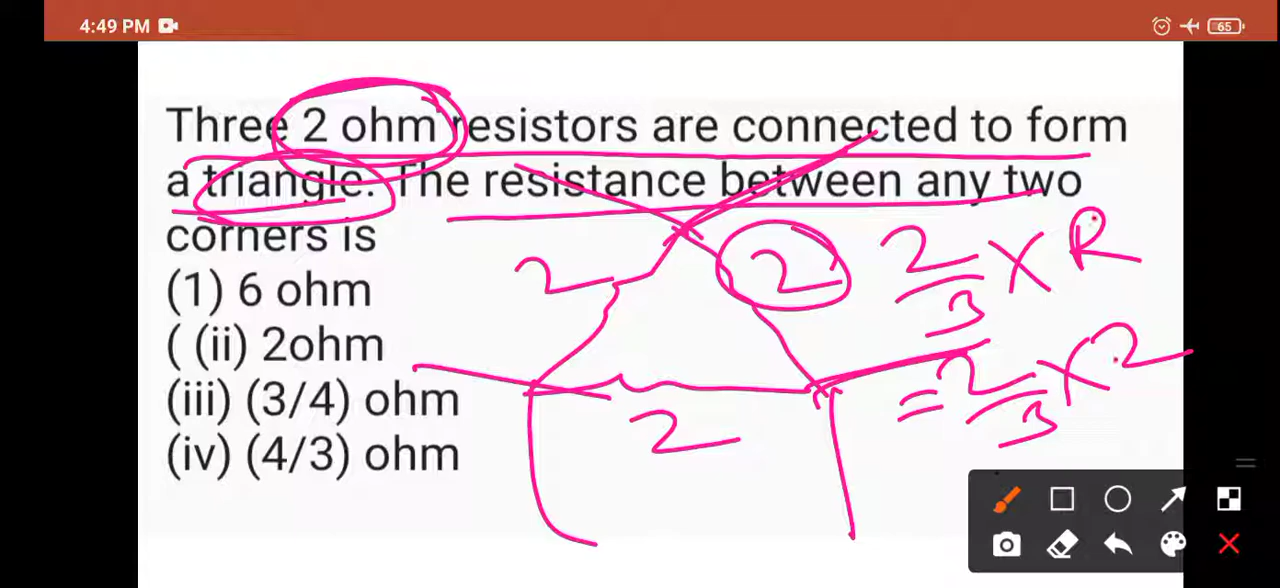 4:49 PM
65
Three 2 ohm resistors are connected to form
a triangle. The resistance between any two
corners is
(1) 6 ohm
( (ii) 2ohm
(iii) (3/4) ohm
(iv) (4/3) ohm
2
2
2
2/3 X R
= 2/3 X 2